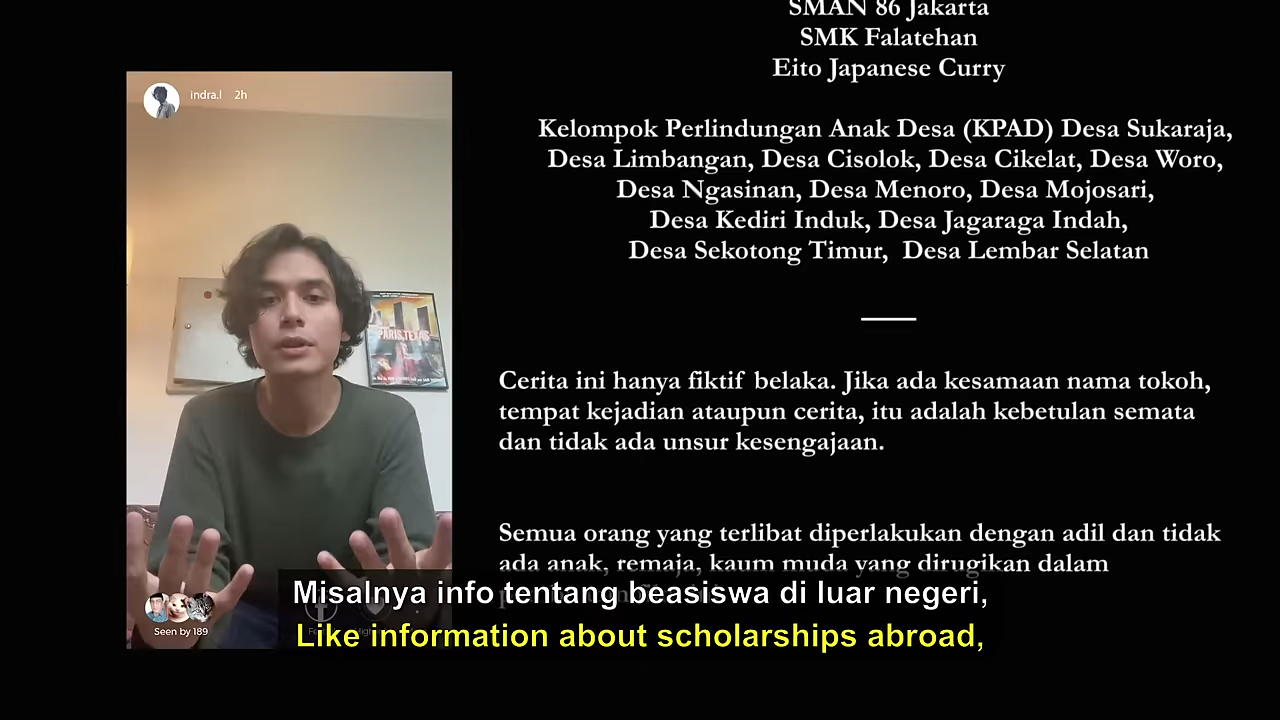 SMAN 86 Jakarta
SMK Falatehan
Eito Japanese Curry
indra.l 2h
Kelompok Perlindungan Anak Desa (KPAD) Desa Sukaraja,
Desa Limbangan, Desa Cisolok, Desa Cikelat, Desa Woro,
Desa Ngasinan, Desa Menoro, Desa Mojosari,
Desa Kediri Induk, Desa Jagaraga Indah,
Desa Sekotong Timur, Desa Lembar Selatan
PARIS, TEXAS
Cerita ini hanya fiktif belaka. Jika ada kesamaan nama tokoh,
tempat kejadian ataupun cerita, itu adalah kebetulan semata
dan tidak ada unsur kesengajaan.
Semua orang yang terlibat diperlakukan dengan adil dan tidak
ada anak, remaja, kaum muda yang dirugikan dalam
Misalnya info tentang beasiswa di luar negeri,
Like information about scholarships abroad,
Seen by 189